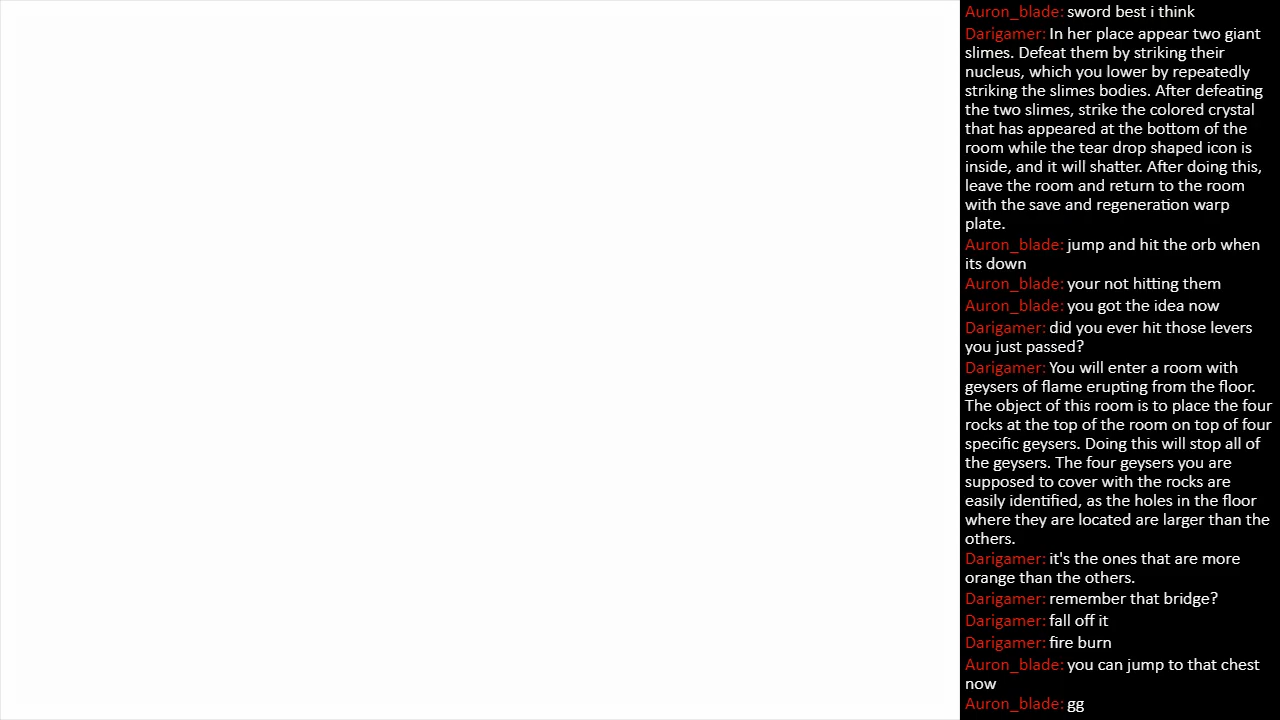 Auron_blade: sword best i think
Darigamer: In her place appear two giant
slimes. Defeat them by striking their
nucleus, which you lower by repeatedly
striking the slimes bodies. After defeating
the two slimes, strike the colored crystal
that has appeared at the bottom of the
room while the tear drop shaped icon is
inside, and it will shatter. After doing this,
leave the room and return to the room
with the save and regeneration warp
plate.
Auron_blade: jump and hit the orb when
its down
Auron_blade: your not hitting them
Auron_blade: you got the idea now
Darigamer: did you ever hit those levers
you just passed?
Darigamer: You will enter a room with
geysers of flame erupting from the floor.
The object of this room is to place the four
rocks at the top of the room on top of four
specific geysers. Doing this will stop all of
the geysers. The four geysers you are
supposed to cover with the rocks are
easily identified, as the holes in the floor
where they are located are larger than the
others.
Darigamer: it's the ones that are more
orange than the others.
Darigamer: remember that bridge?
Darigamer: fall off it
Darigamer: fire burn
Auron_blade: you can jump to that chest
now
Auron_blade: gg